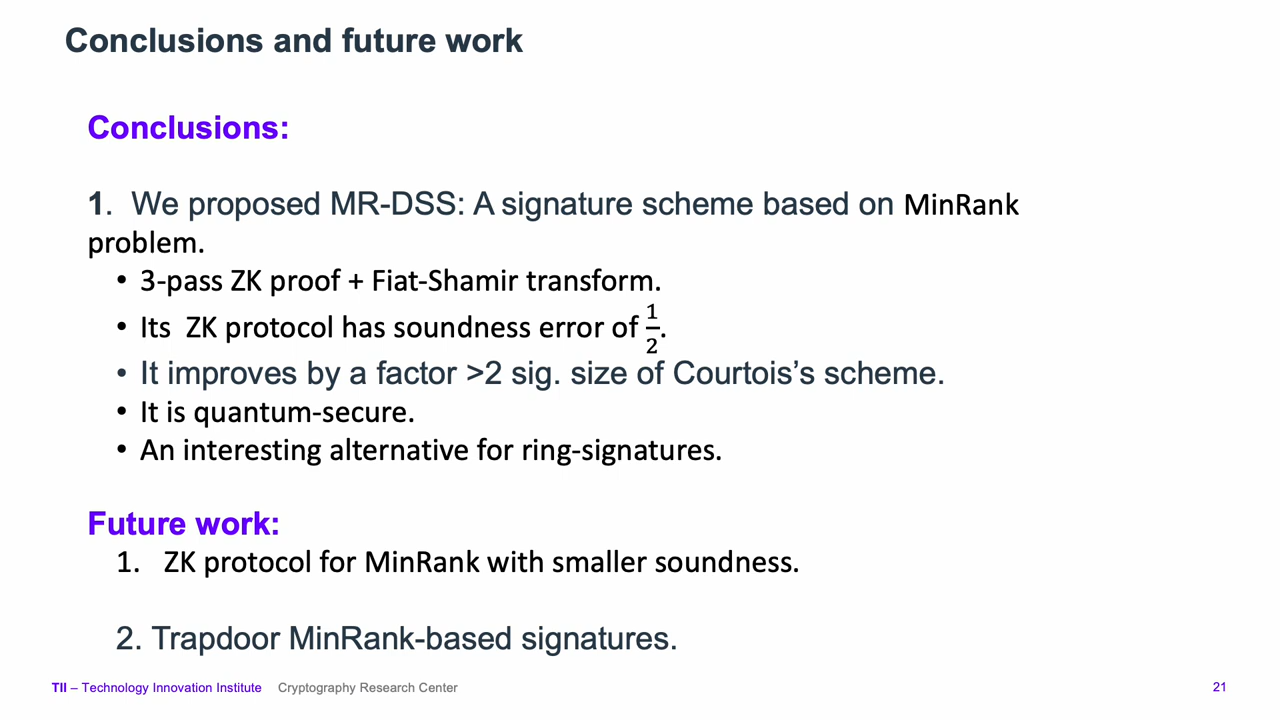 Conclusions and future work
Conclusions:
1. We proposed MR-DSS: A signature scheme based on MinRank
problem.
• 3-pass ZK proof + Fiat-Shamir transform.
• Its ZK protocol has soundness error of 1/2.
• It improves by a factor >2 sig. size of Courtois’s scheme.
• It is quantum-secure.
• An interesting alternative for ring-signatures.
Future work:
1. ZK protocol for MinRank with smaller soundness.
2. Trapdoor MinRank-based signatures.
TII – Technology Innovation Institute Cryptography Research Center 21